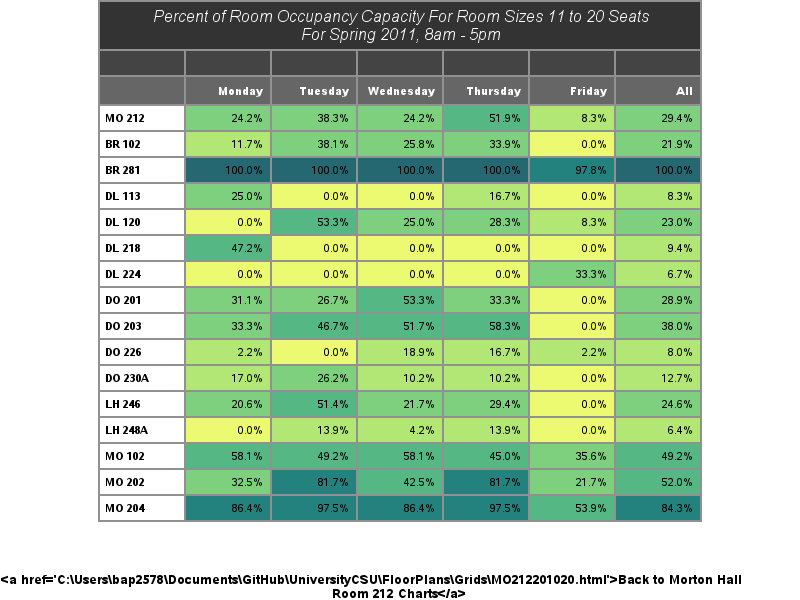 Percent of Room Occupancy Capacity For Room Sizes 11 to 20 Seats
For Spring 2011, 8am - 5pm
Monday Tuesday Wednesday Thursday Friday All
MO 212 24.2% 38.3% 24.2% 51.9% 8.3% 29.4%
BR 102 11.7% 38.1% 25.8% 33.9% 0.0% 21.9%
BR 281 100.0% 100.0% 100.0% 100.0% 97.8% 100.0%
DL 113 25.0% 0.0% 0.0% 16.7% 0.0% 8.3%
DL 120 0.0% 53.3% 25.0% 28.3% 8.3% 23.0%
DL 218 47.2% 0.0% 0.0% 0.0% 0.0% 9.4%
DL 224 0.0% 0.0% 0.0% 0.0% 33.3% 6.7%
DO 201 31.1% 26.7% 53.3% 33.3% 0.0% 28.9%
DO 203 33.3% 46.7% 51.7% 58.3% 0.0% 38.0%
DO 226 2.2% 0.0% 18.9% 16.7% 2.2% 8.0%
DO 230A 17.0% 26.2% 10.2% 10.2% 0.0% 12.7%
LH 246 20.6% 51.4% 21.7% 29.4% 0.0% 24.6%
LH 248A 0.0% 13.9% 4.2% 13.9% 0.0% 6.4%
MO 102 58.1% 49.2% 58.1% 45.0% 35.6% 49.2%
MO 202 32.5% 81.7% 42.5% 81.7% 21.7% 52.0%
MO 204 86.4% 97.5% 86.4% 97.5% 53.9% 84.3%
<a href='C:\Users\bap2578\Documents\GitHub\UniversityCSU\FloorPlans\Grids\MO212201020.html'>Back to Morton Hall
Room 212 Charts</a>